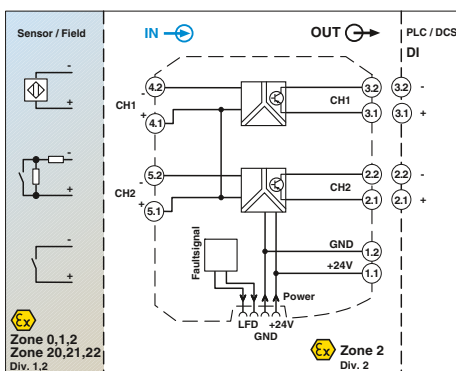 Sensor / Field
IN
OUT
PLC / DCS
DI
-
+
4.2
-
CH1
+
4.1
3.2
CH1
3.1
3.2 -
3.1 +
-
+
5.2
-
CH2
+
5.1
2.2
CH2
2.1
2.2 -
2.1 +
-
+
Faultsignal
GND
1.2
+24V
1.1
Power
LFD +24V
GND
Ex
Zone 0,1,2
Zone 20,21,22
Div. 1,2
Ex
Zone 2
Div. 2